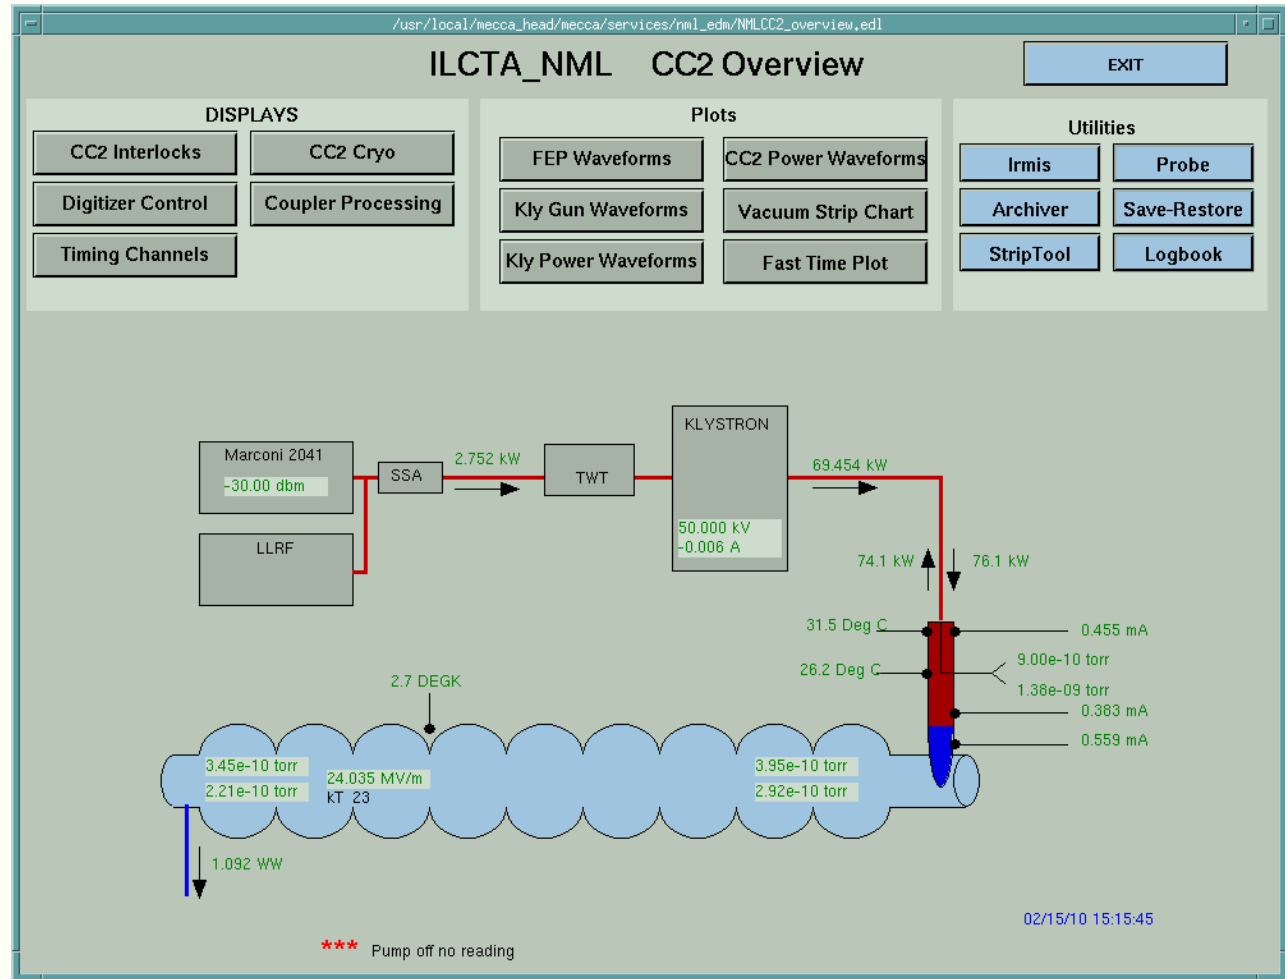 /usr/local/mecca_head/mecca/services/nml_edm/NMLCC2_overview.edl
ILCTA_NML CC2 Overview
EXIT
DISPLAYS
CC2 Interlocks
CC2 Cryo
Digitizer Control
Coupler Processing
Timing Channels
Plots
FEP Waveforms
CC2 Power Waveforms
Kly Gun Waveforms
Vacuum Strip Chart
Kly Power Waveforms
Fast Time Plot
Utilities
Irmis
Probe
Archiver
Save-Restore
StripTool
Logbook
Marconi 2041
-30.00 dbm
LLRF
SSA
2.752 kW
TWT
KLYSTRON
50.000 kV
-0.006 A
69.454 kW
74.1 kW
76.1 kW
31.5 Deg C
0.455 mA
26.2 Deg C
9.00e-10 torr
1.38e-09 torr
0.383 mA
0.559 mA
2.7 DEGK
3.45e-10 torr
2.21e-10 torr
24.035 MV/m
kT 23
3.95e-10 torr
2.92e-10 torr
1.092 WW
02/15/10 15:15:45
*** Pump off no reading